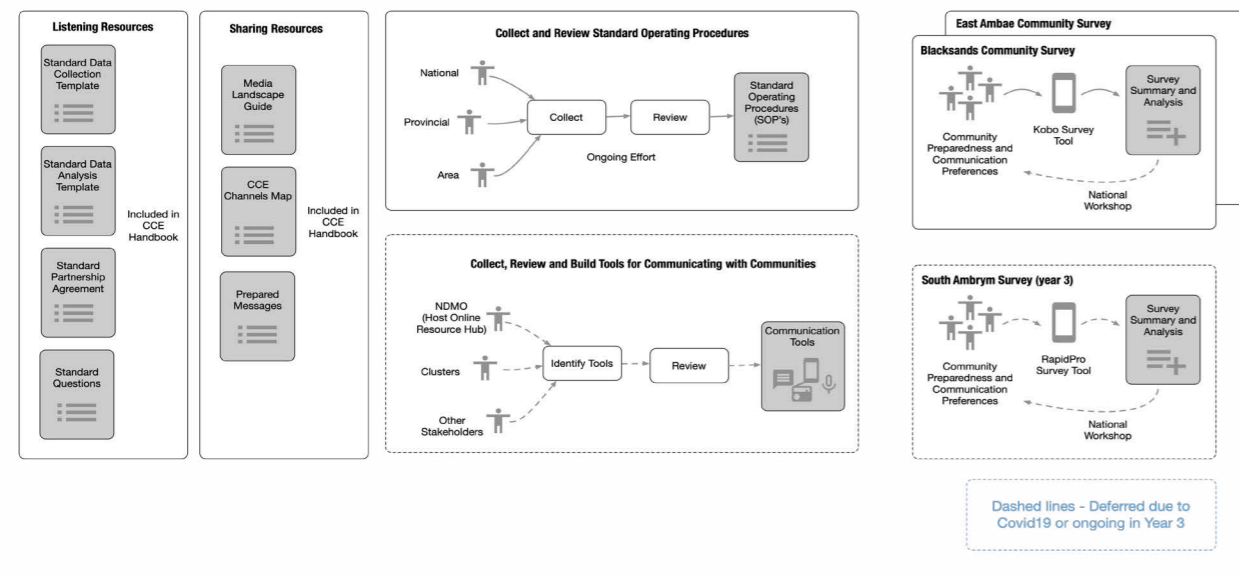 Listening Resources
Standard Data
Collection
Template
Standard Data
Analysis
Template
Standard
Partnership
Agreement
Standard
Questions
Included in
CCE
Handbook
Sharing Resources
Media
Landscape
Guide
CCE
Channels Map
Prepared
Messages
Included in
CCE
Handbook
Collect and Review Standard Operating Procedures
National
Provincial
Area
Collect
Review
Ongoing Effort
Standard
Operating
Procedures
(SOP's)
Collect, Review and Build Tools for Communicating with Communities
NDMO
(Host Online
Resource Hub)
Clusters
Other
Stakeholders
Identify Tools
Review
Communication
Tools
East Ambae Community Survey
Blacksands Community Survey
Community
Preparedness and
Communication
Preferences
Kobo Survey
Tool
Survey
Summary and
Analysis
National
Workshop
South Ambrym Survey (year 3)
Community
Preparedness and
Communication
Preferences
RapidPro
Survey Tool
Survey
Summary and
Analysis
National
Workshop
Dashed lines - Deferred due to
Covid19 or ongoing in Year 3